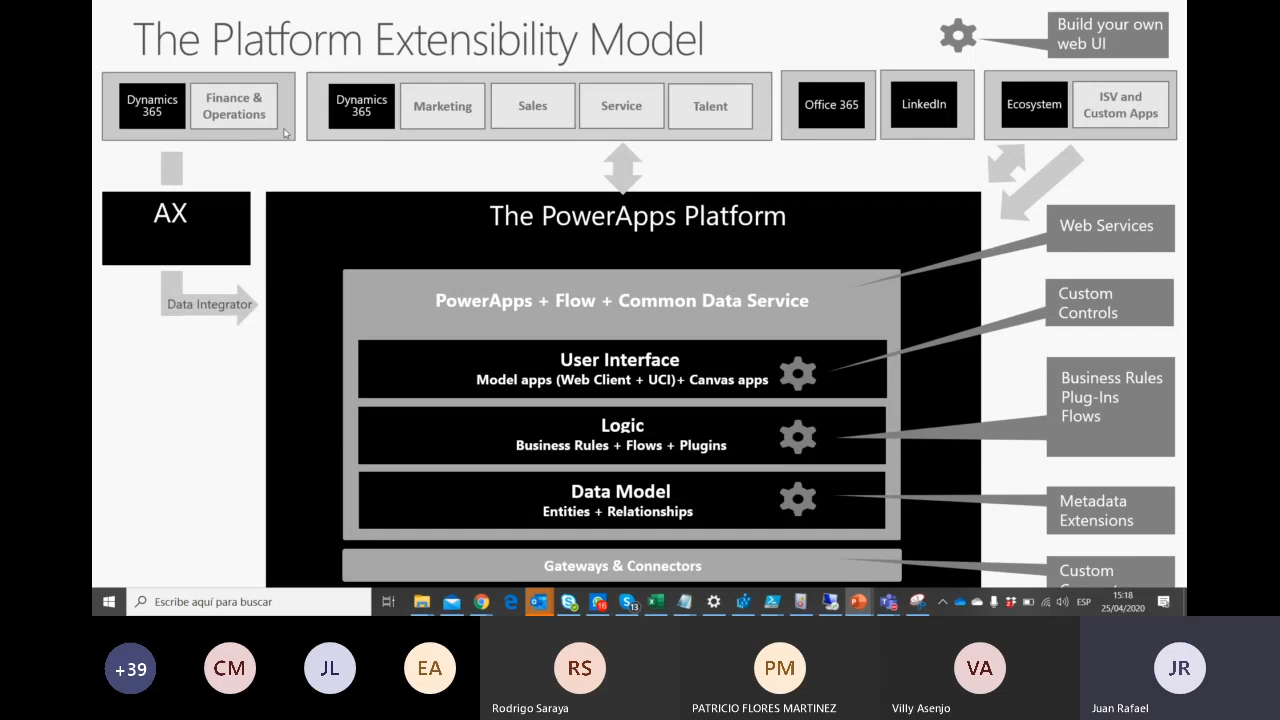 The Platform Extensibility Model
Build your own
web UI
Dynamics
365
Finance &
Operations
Dynamics
365
Marketing
Sales
Service
Talent
Office 365
LinkedIn
Ecosystem
ISV and
Custom Apps
AX
Data Integrator
The PowerApps Platform
PowerApps + Flow + Common Data Service
User Interface
Model apps (Web Client + UCI)+ Canvas apps
Logic
Business Rules + Flows + Plugins
Data Model
Entities + Relationships
Gateways & Connectors
Web Services
Custom
Controls
Business Rules
Plug-Ins
Flows
Metadata
Extensions
Custom
Escribe aquí para buscar
16
13
ESP
15:18
25/04/2020
+39
CM
JL
EA
RS
PM
VA
JR
Rodrigo Saraya
PATRICIO FLORES MARTINEZ
Villy Asenjo
Juan Rafael